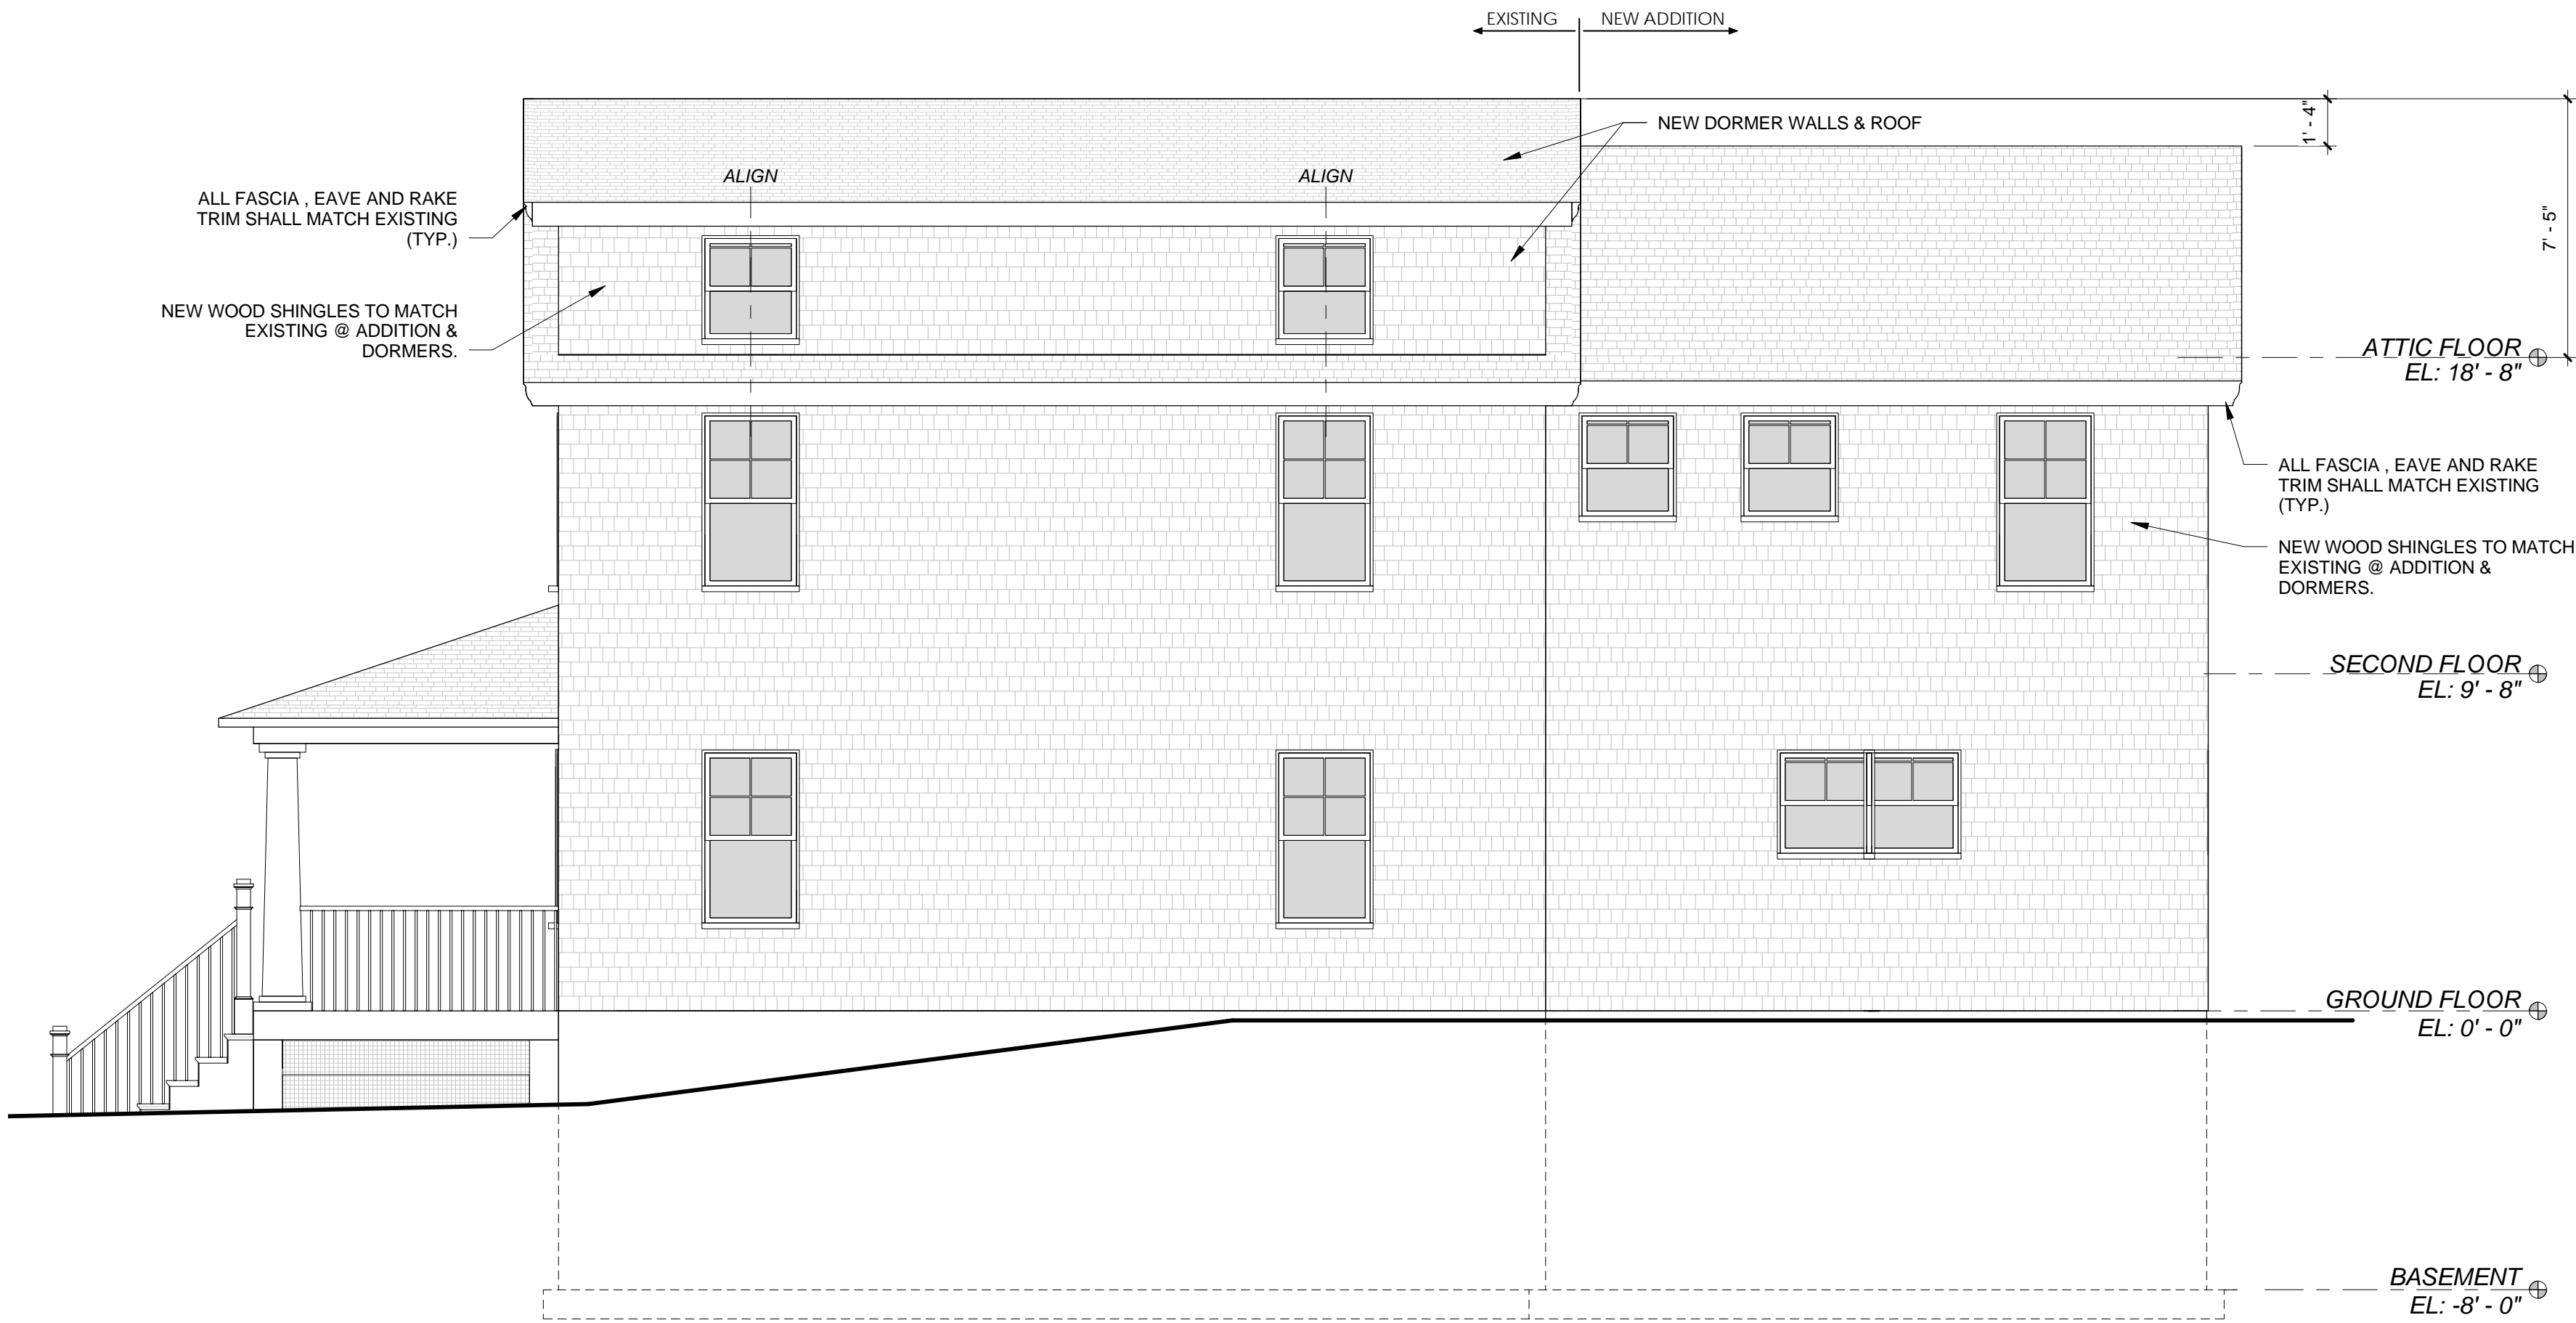 EXISTING
NEW ADDITION
NEW DORMER WALLS & ROOF
1' - 4"
ALIGN
ALIGN
ALL FASCIA , EAVE AND RAKE
TRIM SHALL MATCH EXISTING
(TYP.)
7' - 5"
NEW WOOD SHINGLES TO MATCH
EXISTING @ ADDITION &
DORMERS.
ATTIC FLOOR
EL: 18' - 8"
ALL FASCIA , EAVE AND RAKE
TRIM SHALL MATCH EXISTING
(TYP.)
NEW WOOD SHINGLES TO MATCH
EXISTING @ ADDITION &
DORMERS.
SECOND FLOOR
EL: 9' - 8"
GROUND FLOOR
EL: 0' - 0"
BASEMENT
EL: -8' - 0"